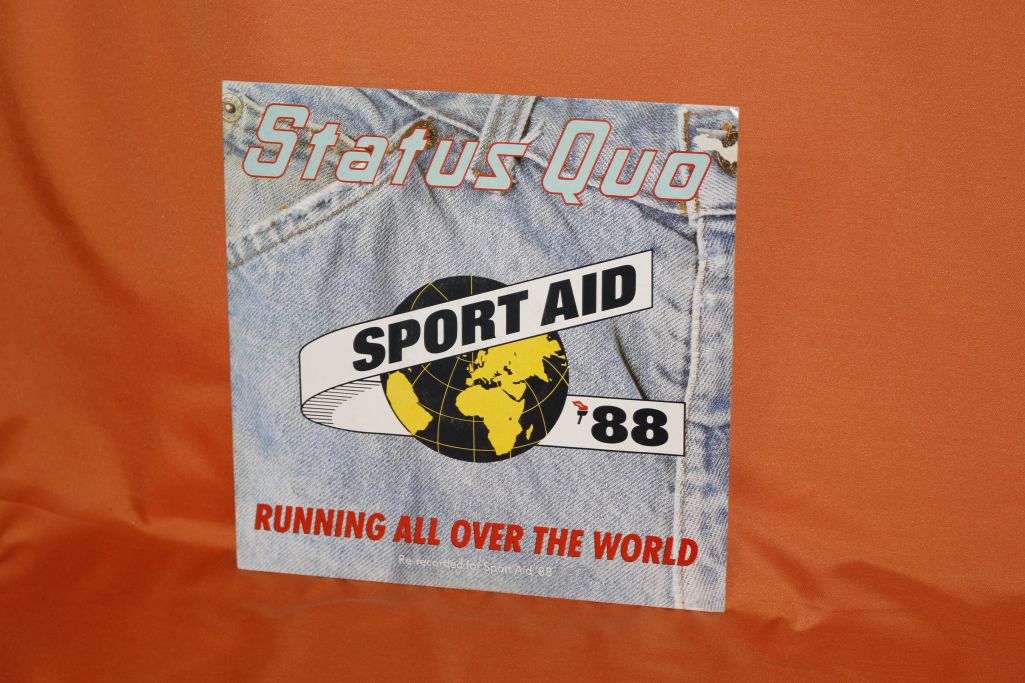 Status Quo
SPORT AID
'88
RUNNING ALL OVER THE WORLD
Re-recorded for Sport Aid '88